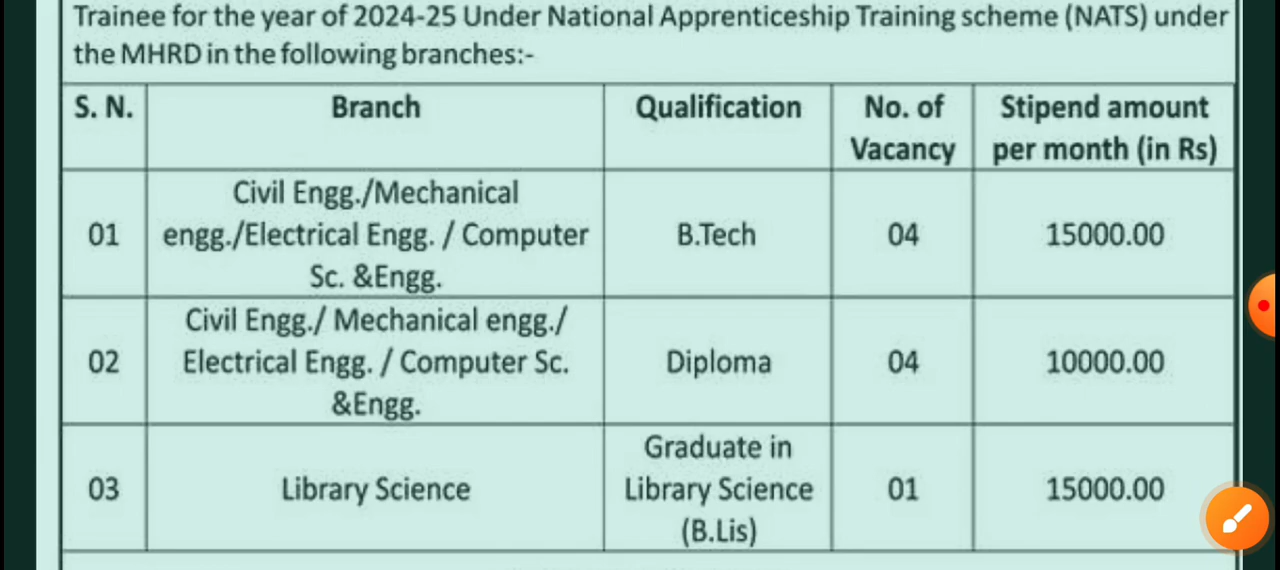 Trainee for the year of 2024-25 Under National Apprenticeship Training scheme (NATS) under
the MHRD in the following branches:-
S. N. Branch Qualification No. of Vacancy Stipend amount per month (in Rs)
01 Civil Engg./Mechanical engg./Electrical Engg. / Computer Sc. &Engg. B.Tech 04 15000.00
02 Civil Engg./ Mechanical engg./ Electrical Engg. / Computer Sc. &Engg. Diploma 04 10000.00
03 Library Science Graduate in Library Science (B.Lis) 01 15000.00